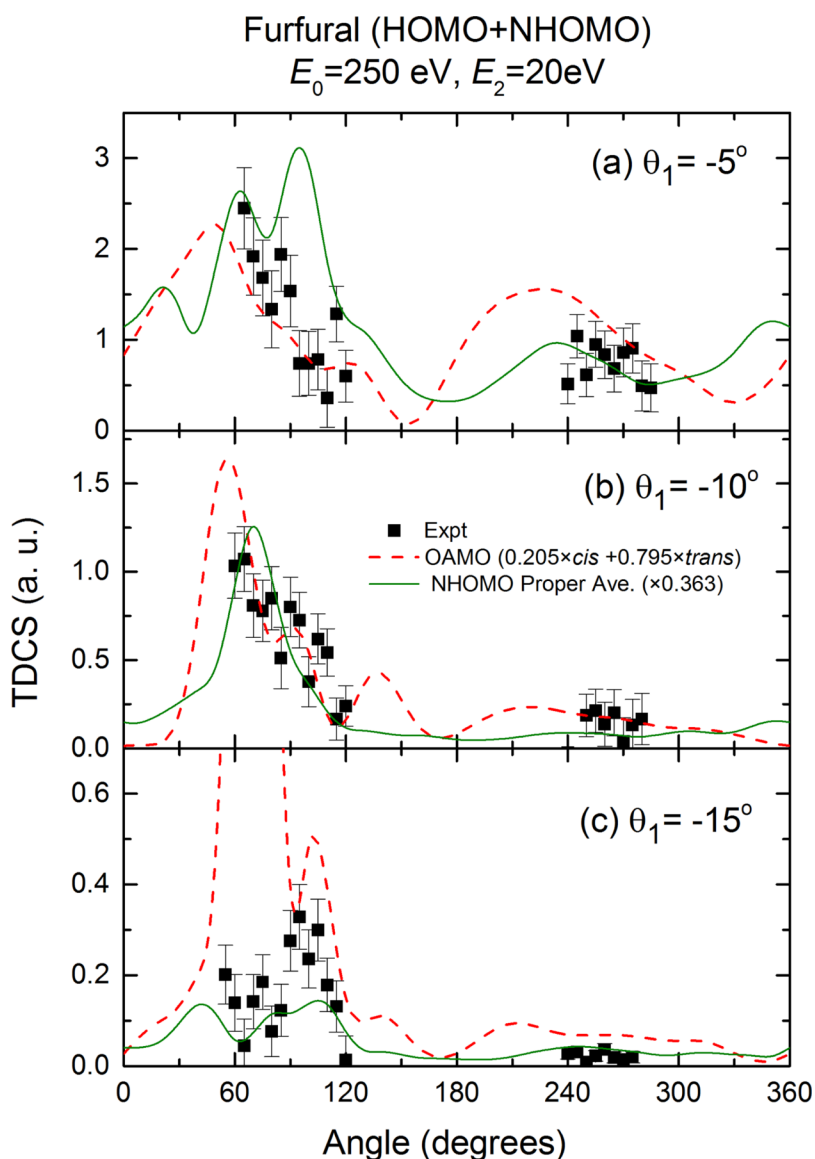 Furfural (HOMO+NHOMO)
E₀=250 eV, E₂=20eV
(a) θ₁= -5°
3
2
1
0
(b) θ₁= -10°
1.5
1.0
0.5
0.0
Expt
OAMO (0.205×cis +0.795×trans)
NHOMO Proper Ave. (×0.363)
TDCS (a. u.)
(c) θ₁= -15°
0.6
0.4
0.2
0.0
0 60 120 180 240 300 360
Angle (degrees)